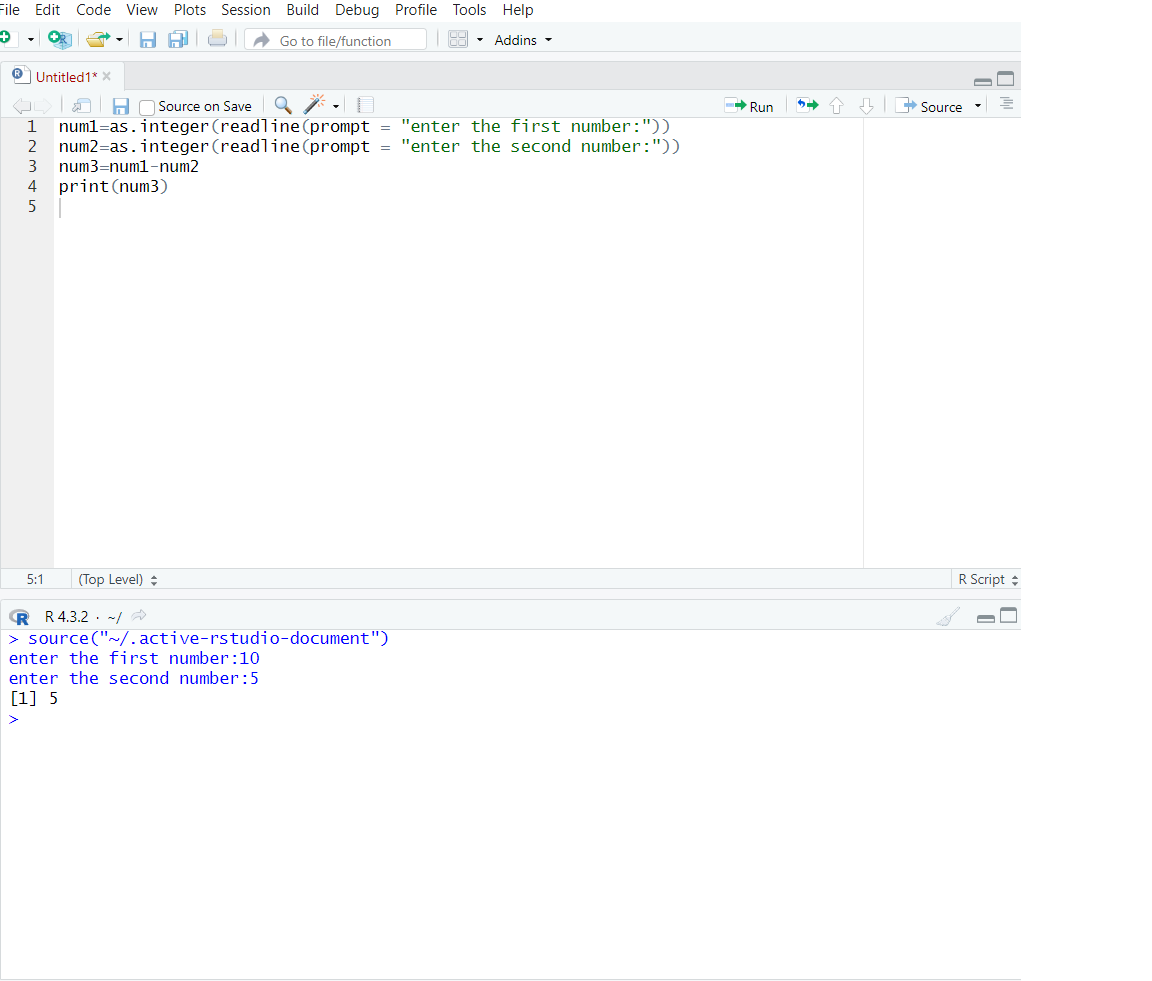 File Edit Code View Plots Session Build Debug Profile Tools Help
Go to file/function Addins
R Untitled1*
Source on Save Run Source
1 num1=as.integer(readline(prompt = "enter the first number:"))
2 num2=as.integer(readline(prompt = "enter the second number:"))
3 num3=num1-num2
4 print(num3)
5
5:1 (Top Level) R Script
R R 4.3.2 · ~/
> source("~/.active-rstudio-document")
enter the first number:10
enter the second number:5
[1] 5
>